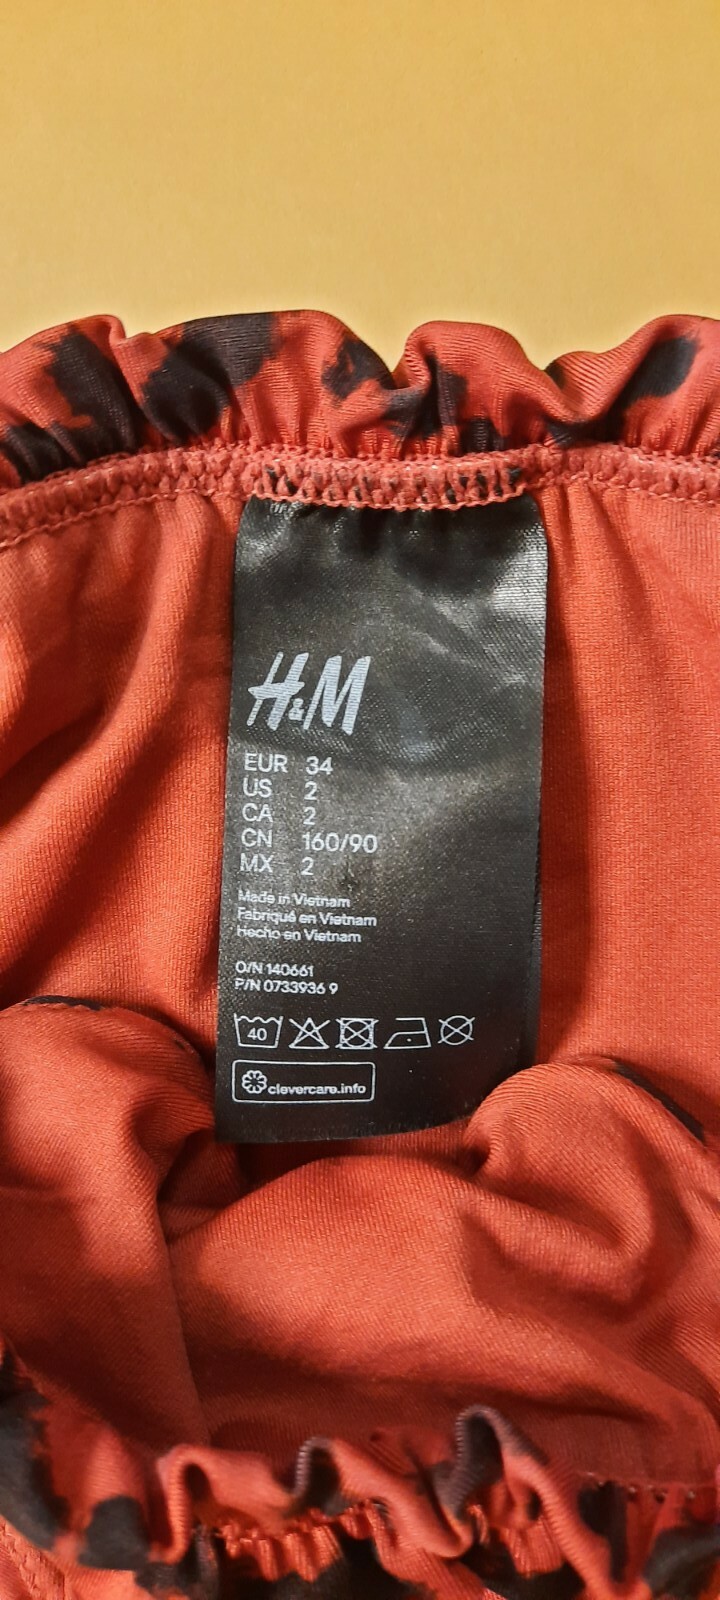 H&M
EUR 34
US 2
CA 2
CN 160/90
MX 2
Made in Vietnam
Fabriqué en Vietnam
Hecho en Vietnam
O/N 140661
P/N 0733936 9
40
clevercare.info